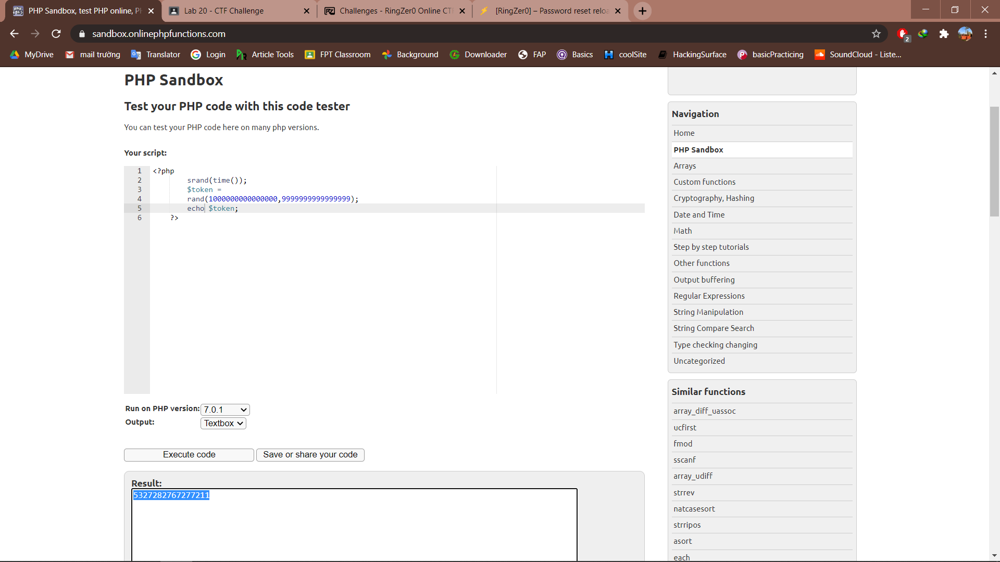 PHP Sandbox, test PHP online, PH
Lab 20 - CTF Challenge
Challenges - RingZer0 Online CTF
[RingZer0] – Password reset reloa
sandbox.onlinephpfunctions.com
2
MyDrive
mail trường
Translator
Login
Article Tools
FPT Classroom
Background
Downloader
FAP
Basics
coolSite
HackingSurface
basicPracticing
SoundCloud - Liste...
PHP Sandbox
Test your PHP code with this code tester
You can test your PHP code here on many php versions.
Your script:
1 <?php
2 srand(time());
3 $token =
4 rand(1000000000000000,9999999999999999);
5 echo $token;
6 ?>
Run on PHP version: 7.0.1
Output: Textbox
Execute code
Save or share your code
Result:
5327282767277211
Navigation
Home
PHP Sandbox
Arrays
Custom functions
Cryptography, Hashing
Date and Time
Math
Step by step tutorials
Other functions
Output buffering
Regular Expressions
String Manipulation
String Compare Search
Type checking changing
Uncategorized
Similar functions
array_diff_uassoc
ucfirst
fmod
sscanf
array_udiff
strrev
natcasesort
strripos
asort
each